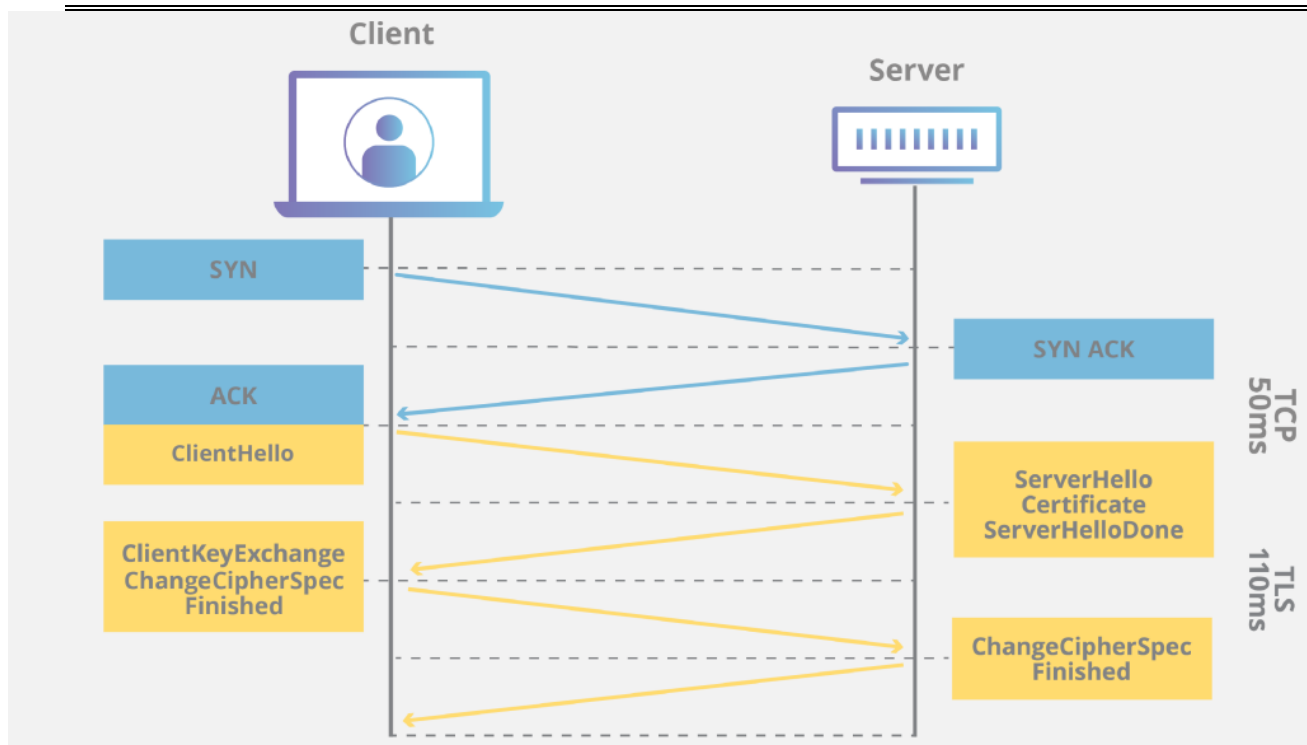 Client
Server
SYN
SYN ACK
ACK
ClientHello
ServerHello
Certificate
ServerHelloDone
ClientKeyExchange
ChangeCipherSpec
Finished
ChangeCipherSpec
Finished
TCP
50ms
TLS
110ms